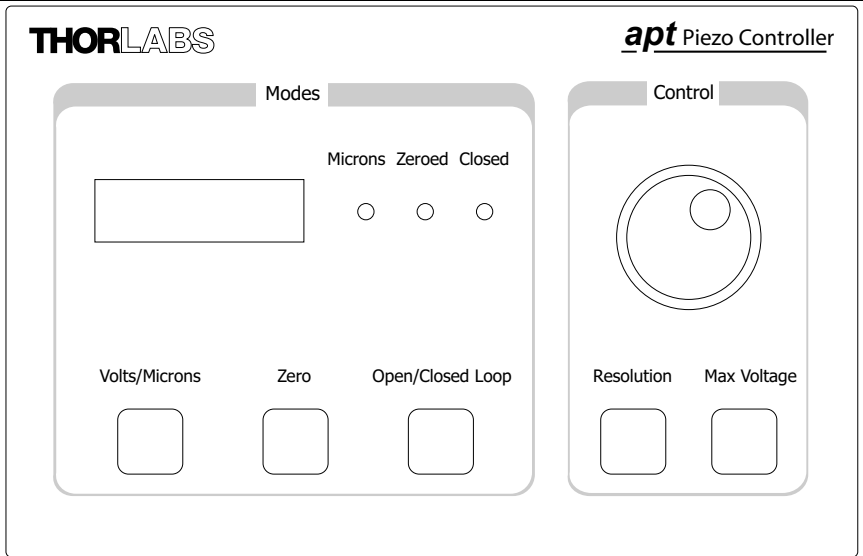 THORLABS
apt Piezo Controller
Modes
Control
Microns Zeroed Closed
Volts/Microns Zero Open/Closed Loop
Resolution Max Voltage